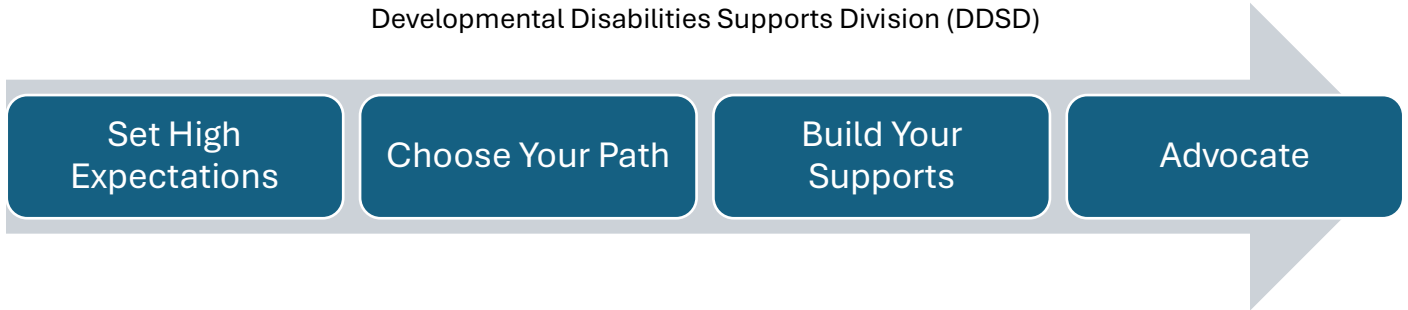 Developmental Disabilities Supports Division (DDSD)
Set High
Expectations
Choose Your Path
Build Your
Supports
Advocate